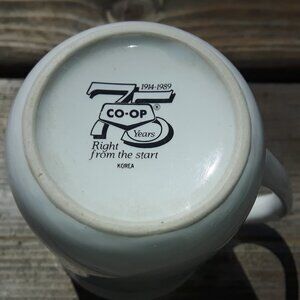 1914-1989
75
CO-OP®
Years
Right
from the start
KOREA